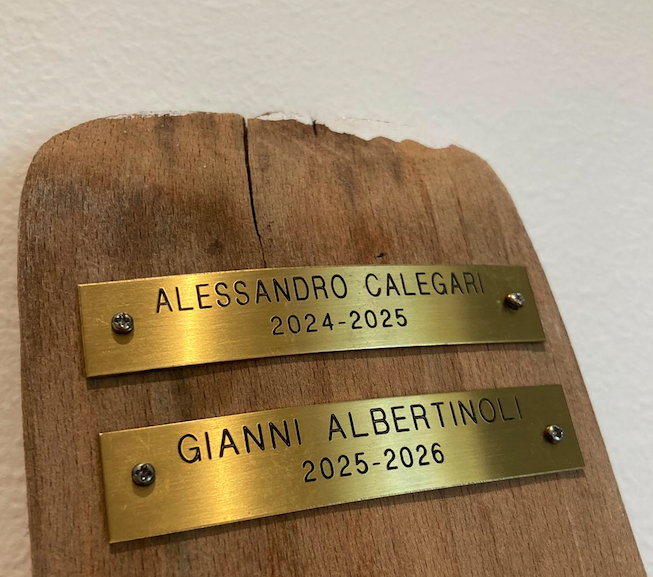 ALESSANDRO CALEGARI
2024-2025
GIANNI ALBERTINOLI
2025-2026